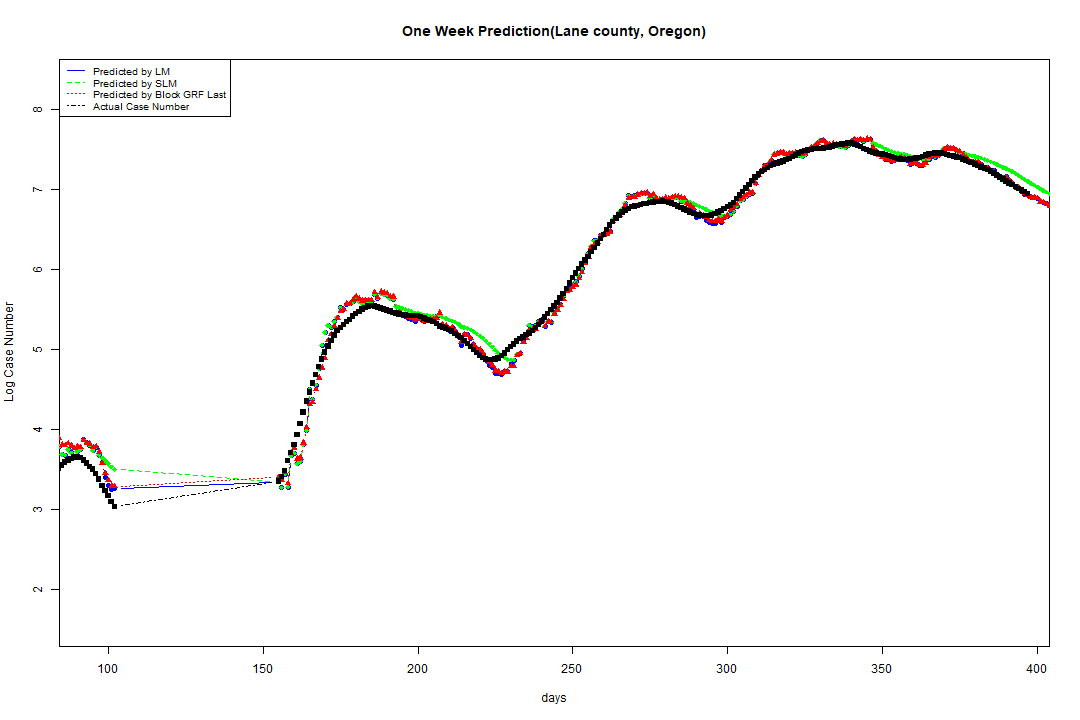 One Week Prediction(Lane county, Oregon)
Predicted by LM
Predicted by SLM
Predicted by Block GRF Last
Actual Case Number
8
7
6
5
4
3
2
Log Case Number
100 150 200 250 300 350 400
days